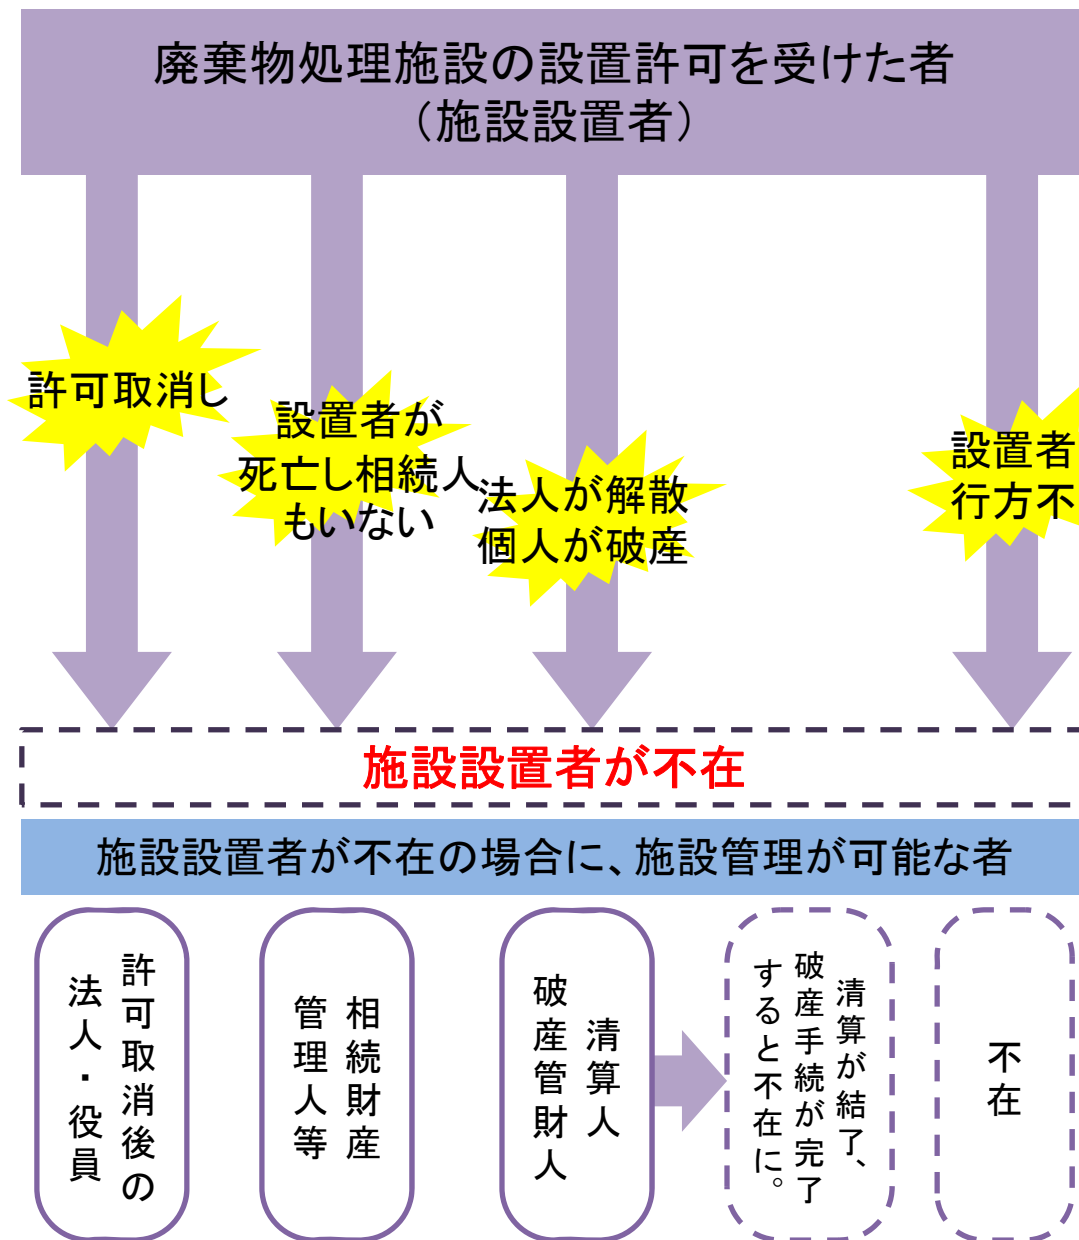 廃棄物処理施設の設置許可を受けた者
（施設設置者）
許可取消し
設置者が
死亡し相続人
もいない
法人が解散
個人が破産
設置者
行方不
施設設置者が不在
施設設置者が不在の場合に、施設管理が可能な者
許可取消後の
法人・役員
相続財産
管理人等
清算人
破産管財人
清算が結了、
破産手続が完了
すると不在に。
不在